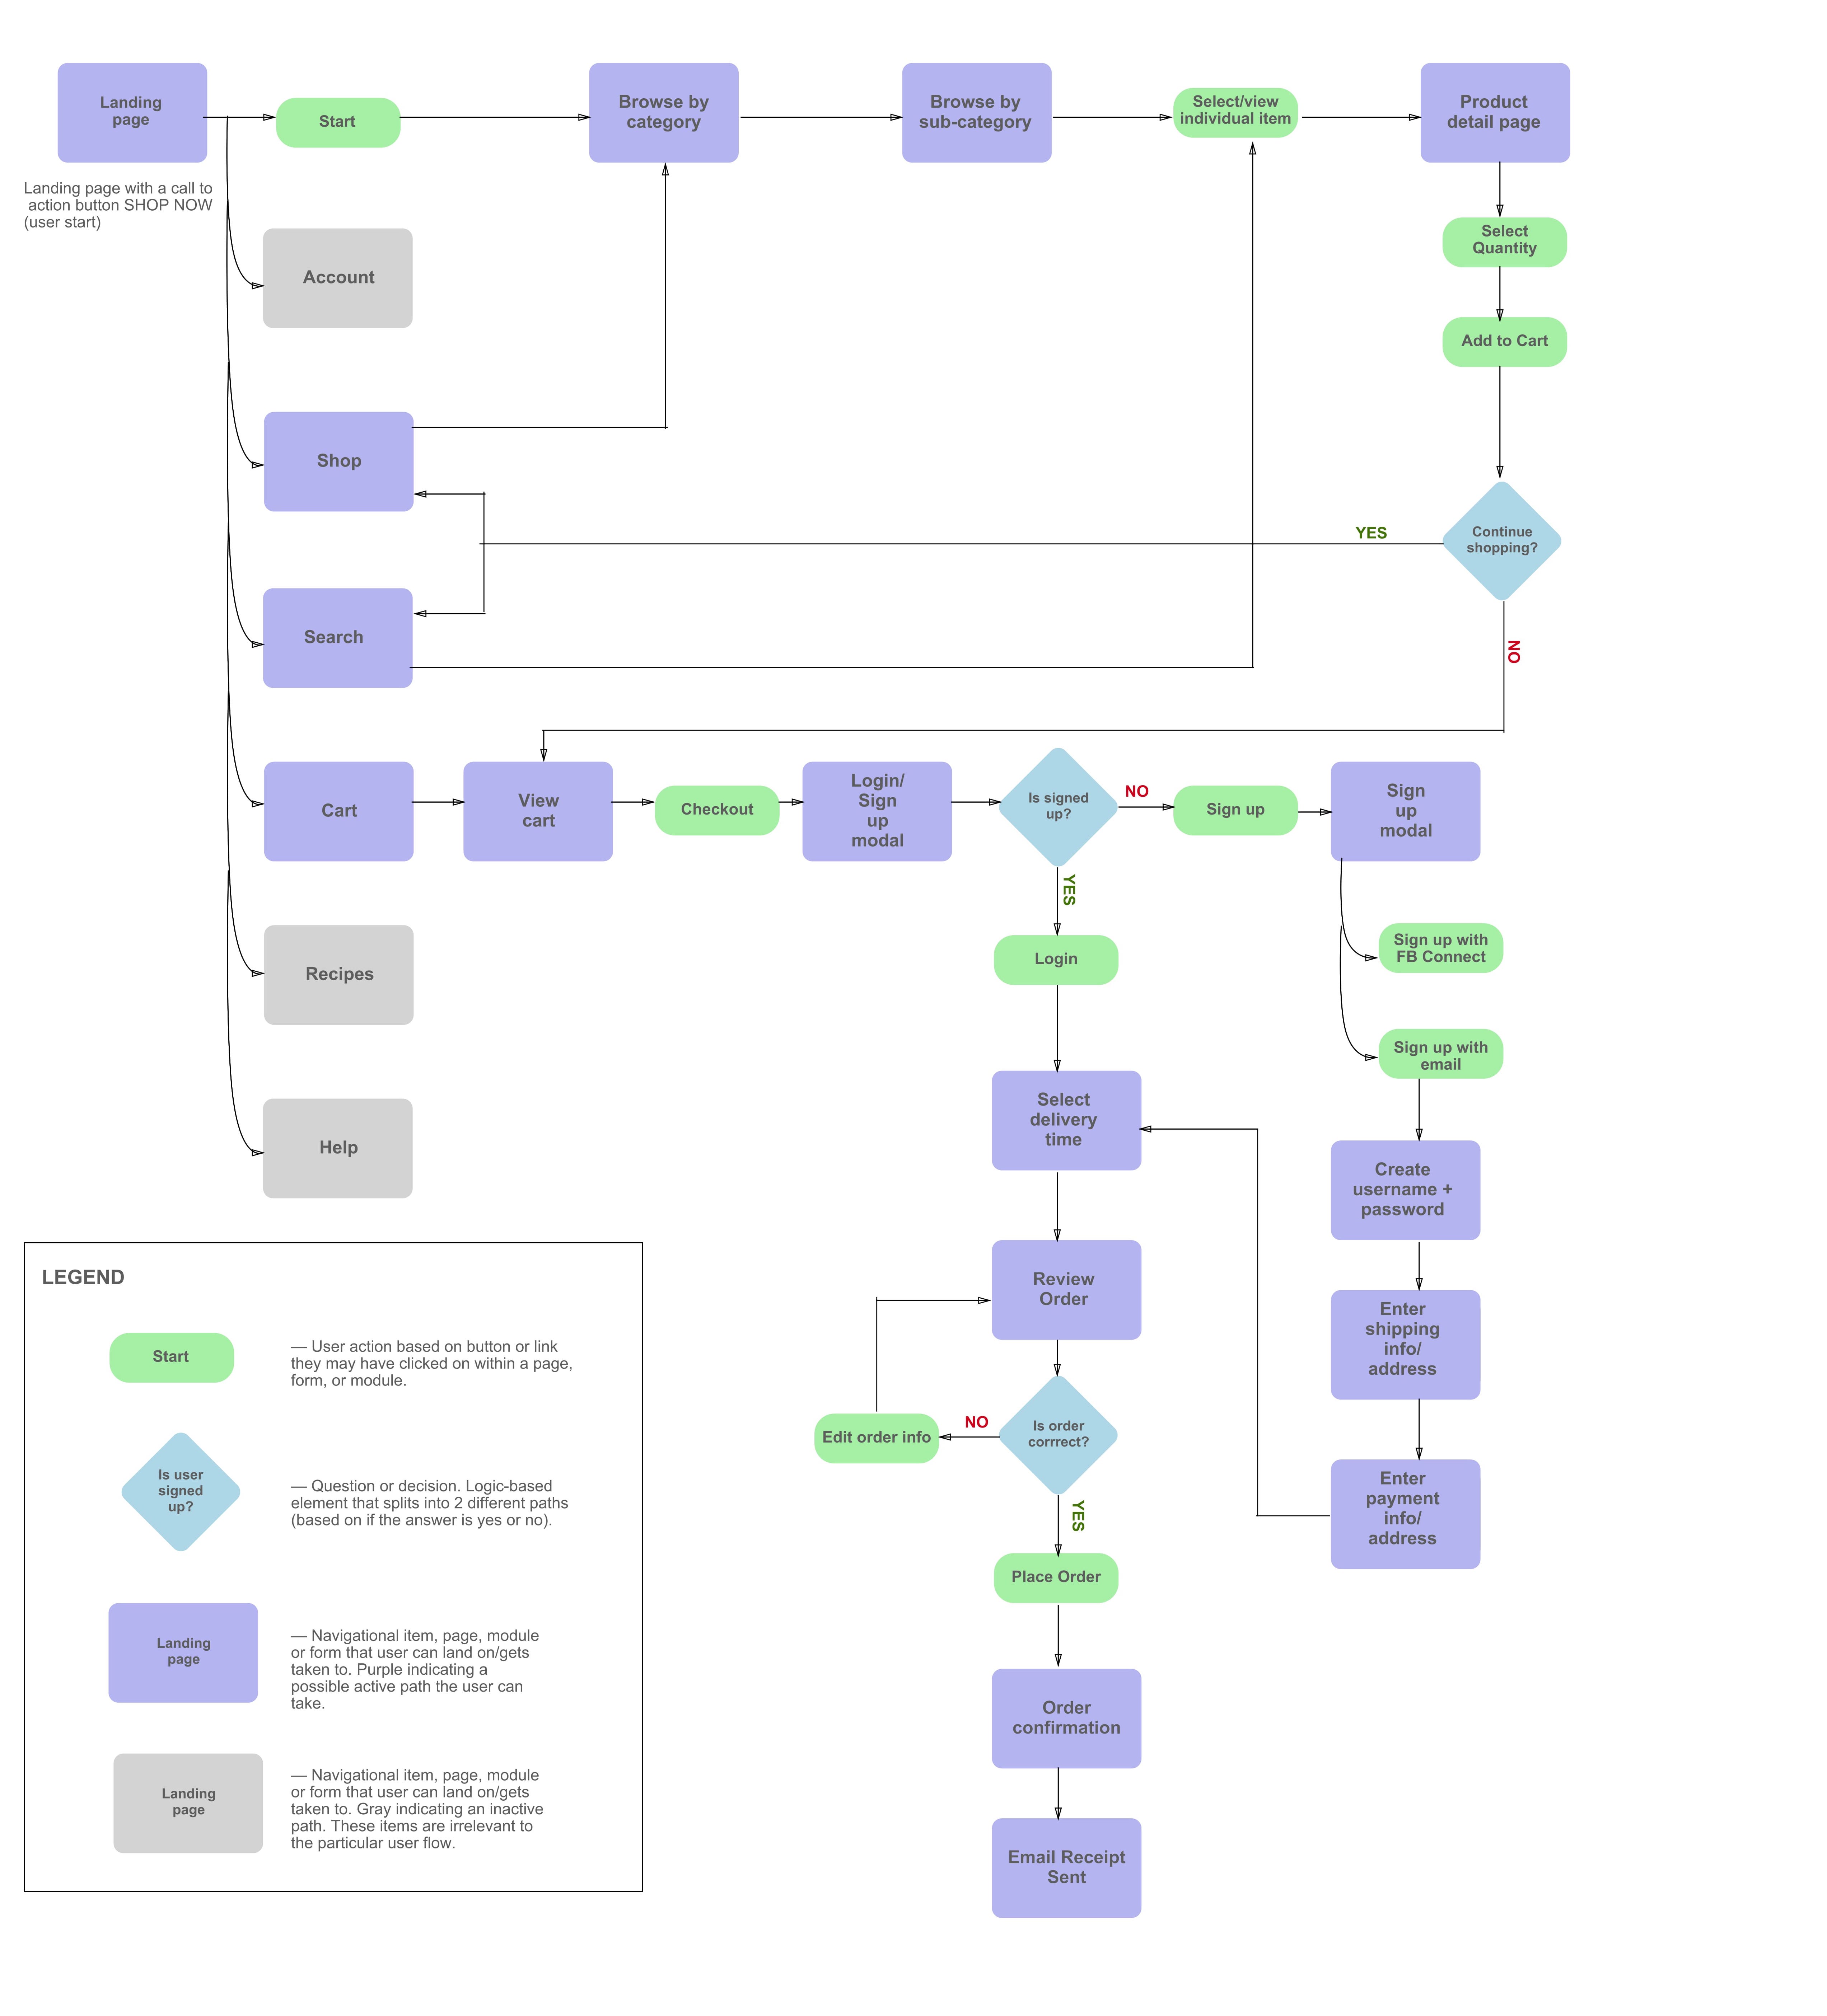 Landing
page
Start
Browse by
category
Browse by
sub-category
Select/view
individual item
Product
detail page
Landing page with a call to
action button SHOP NOW
(user start)
Select
Quantity
Account
Add to Cart
Shop
YES
Continue
shopping?
Search
NO
Cart
View
cart
Checkout
Login/
Sign
up
modal
Is signed
up?
NO
Sign up
Sign
up
modal
YES
Login
Sign up with
FB Connect
Recipes
Sign up with
email
Select
delivery
time
Help
Create
username +
password
Review
Order
Enter
shipping
info/
address
Edit order info
NO
Is order
corrrect?
Enter
payment
info/
address
YES
Place Order
Order
confirmation
Email Receipt
Sent
LEGEND
Start
— User action based on button or link
they may have clicked on within a page,
form, or module.
Is user
signed
up?
— Question or decision. Logic-based
element that splits into 2 different paths
(based on if the answer is yes or no).
Landing
page
— Navigational item, page, module
or form that user can land on/gets
taken to. Purple indicating a
possible active path the user can
take.
Landing
page
— Navigational item, page, module
or form that user can land on/gets
taken to. Gray indicating an inactive
path. These items are irrelevant to
the particular user flow.